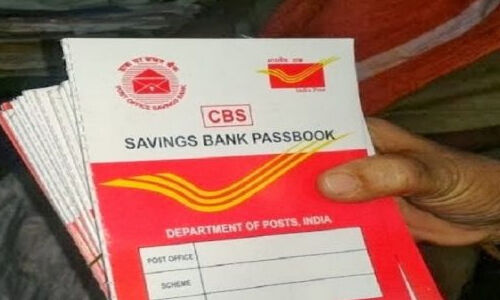 POST OFFICE SAVINGS BANK
India Post
CBS
SAVINGS BANK PASSBOOK
DEPARTMENT OF POSTS, INDIA
POST OFFICE
SCHEME